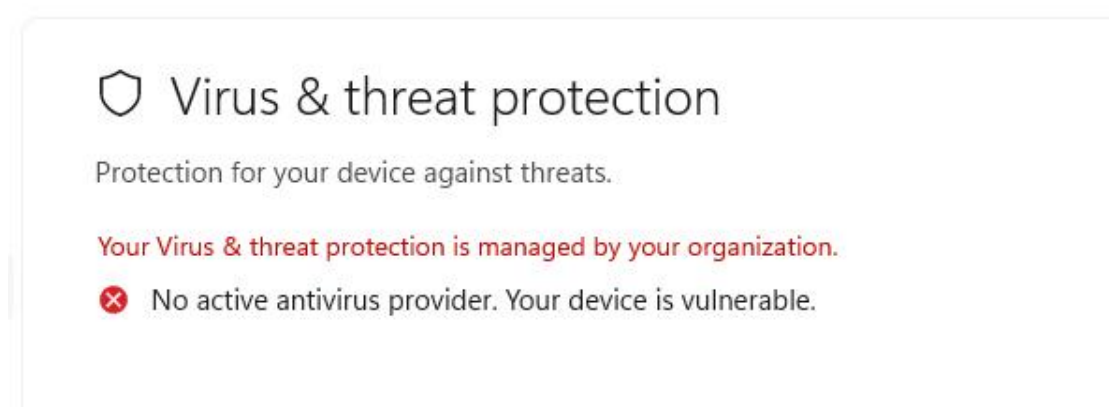 Virus & threat protection
Protection for your device against threats.
Your Virus & threat protection is managed by your organization.
No active antivirus provider. Your device is vulnerable.